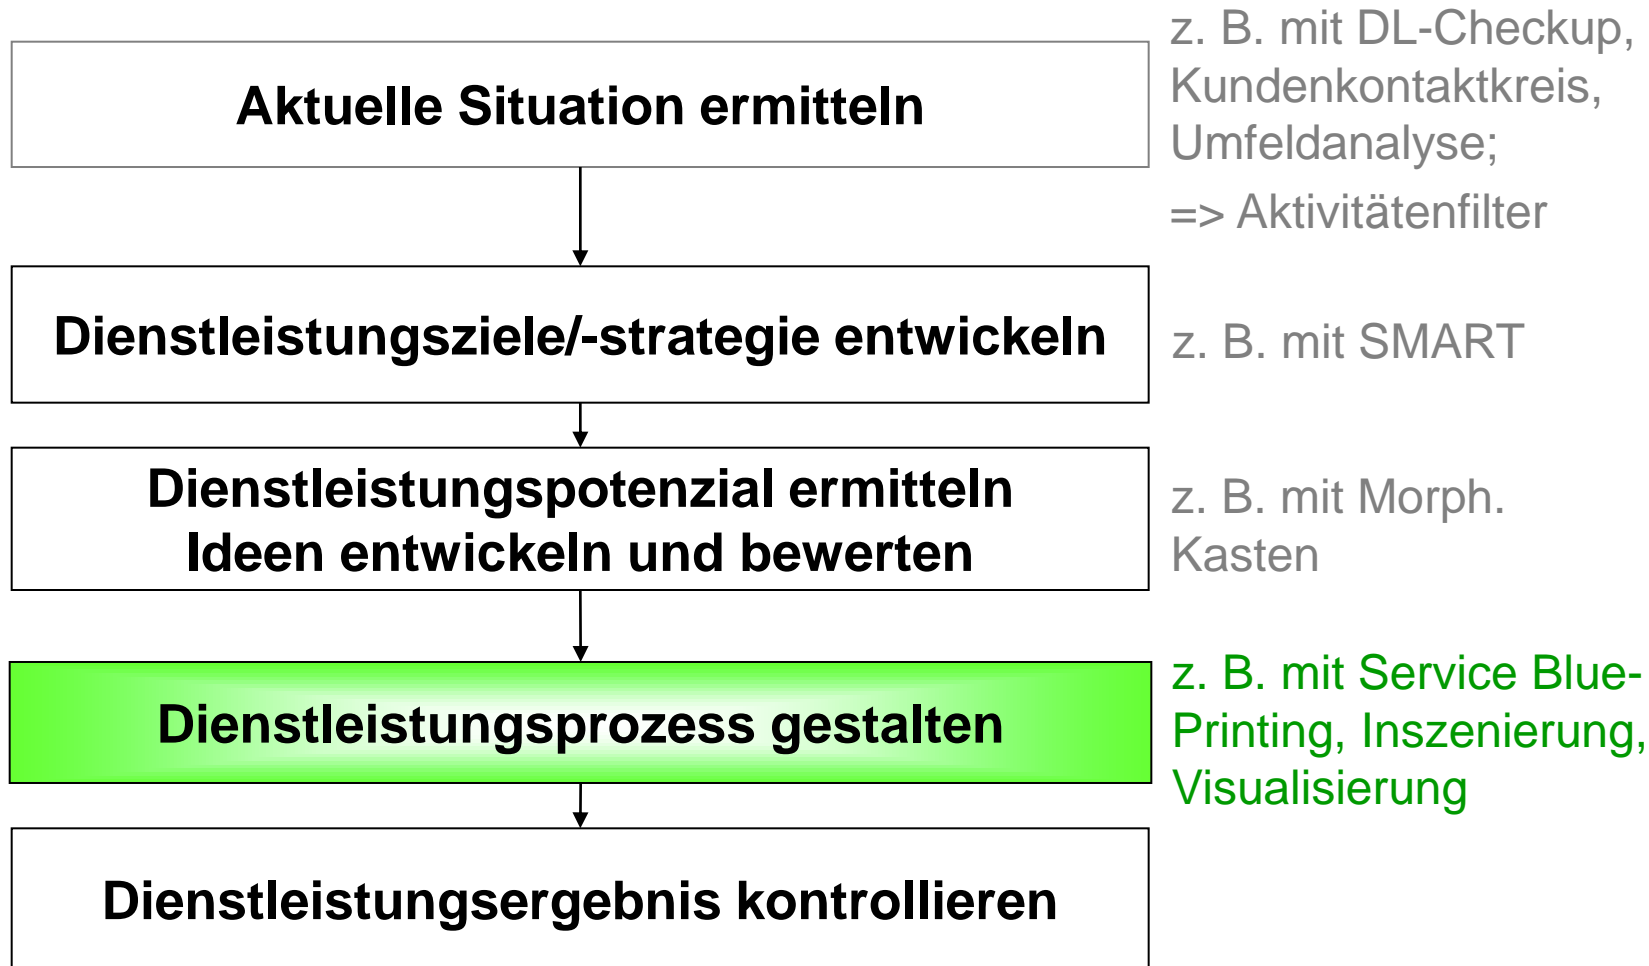 z. B. mit DL-Checkup,
Aktuelle Situation ermitteln
Kundenkontaktkreis,
Umfeldanalyse;
=> Aktivitätenfilter
Dienstleistungsziele/-strategie entwickeln
z. B. mit SMART
Dienstleistungspotenzial ermitteln
Ideen entwickeln und bewerten
z. B. mit Morph.
Kasten
Dienstleistungsprozess gestalten
z. B. mit Service Blue-
Printing, Inszenierung,
Visualisierung
Dienstleistungsergebnis kontrollieren